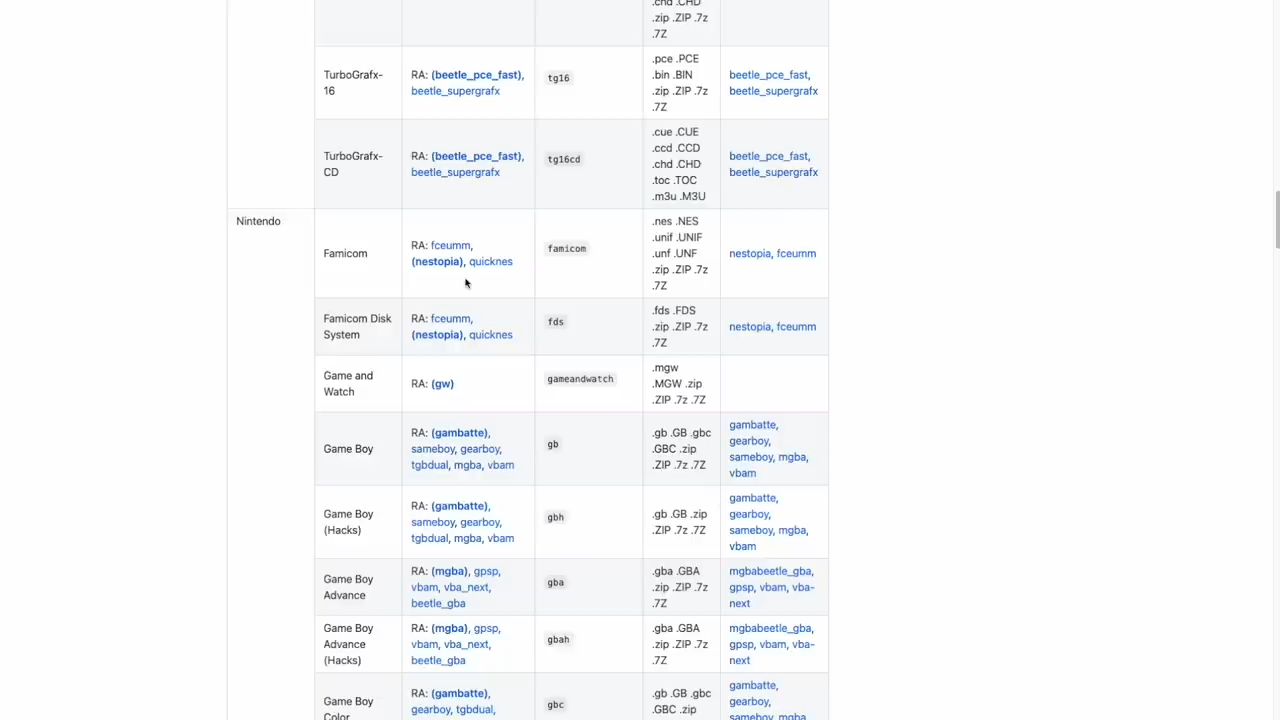 .chd .CHD
.zip .ZIP .7z
.7Z
TurboGrafx-
16
RA: (beetle_pce_fast),
beetle_supergrafx
tg16
.pce .PCE
.bin .BIN
.zip .ZIP .7z
.7Z
beetle_pce_fast,
beetle_supergrafx
TurboGrafx-
CD
RA: (beetle_pce_fast),
beetle_supergrafx
tg16cd
.cue .CUE
.ccd .CCD
.chd .CHD
.toc .TOC
.m3u .M3U
beetle_pce_fast,
beetle_supergrafx
Nintendo
Famicom
RA: fceumm,
(nestopia), quicknes
famicom
.nes .NES
.unif .UNIF
.unf .UNF
.zip .ZIP .7z
.7Z
nestopia, fceumm
Famicom Disk
System
RA: fceumm,
(nestopia), quicknes
fds
.fds .FDS
.zip .ZIP .7z
.7Z
nestopia, fceumm
Game and
Watch
RA: (gw)
gameandwatch
.mgw
.MGW .zip
.ZIP .7z .7Z
Game Boy
RA: (gambatte),
sameboy, gearboy,
tgbdual, mgba, vbam
gb
.gb .GB .gbc
.GBC .zip
.ZIP .7z .7Z
gambatte,
gearboy,
sameboy, mgba,
vbam
Game Boy
(Hacks)
RA: (gambatte),
sameboy, gearboy,
tgbdual, mgba, vbam
gbh
.gb .GB .zip
.ZIP .7z .7Z
gambatte,
gearboy,
sameboy, mgba,
vbam
Game Boy
Advance
RA: (mgba), gpsp,
vbam, vba_next,
beetle_gba
gba
.gba .GBA
.zip .ZIP .7z
.7Z
mgbabeetle_gba,
gpsp, vbam, vba-
next
Game Boy
Advance
(Hacks)
RA: (mgba), gpsp,
vbam, vba_next,
beetle_gba
gbah
.gba .GBA
.zip .ZIP .7z
.7Z
mgbabeetle_gba,
gpsp, vbam, vba-
next
Game Boy
Color
RA: (gambatte),
gearboy, tgbdual,
gbc
.gb .GB .gbc
.GBC .zip
gambatte,
gearboy,
sameboy, mgba,